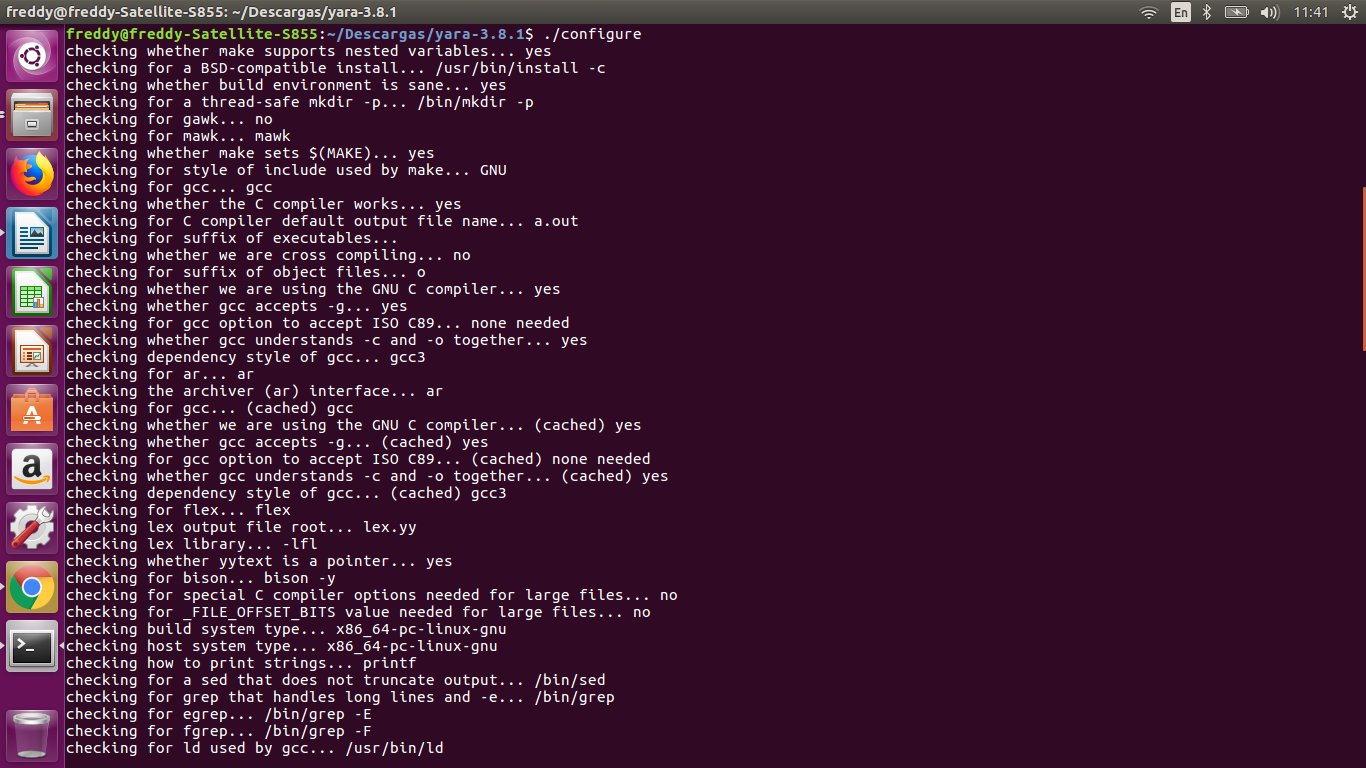 freddy@freddy-Satellite-S855: ~/Descargas/yara-3.8.1
En
11:41
freddy@freddy-Satellite-S855:~/Descargas/yara-3.8.1$ ./configure
checking whether make supports nested variables... yes
checking for a BSD-compatible install... /usr/bin/install -c
checking whether build environment is sane... yes
checking for a thread-safe mkdir -p... /bin/mkdir -p
checking for gawk... no
checking for mawk... mawk
checking whether make sets $(MAKE)... yes
checking for style of include used by make... GNU
checking for gcc... gcc
checking whether the C compiler works... yes
checking for C compiler default output file name... a.out
checking for suffix of executables...
checking whether we are cross compiling... no
checking for suffix of object files... o
checking whether we are using the GNU C compiler... yes
checking whether gcc accepts -g... yes
checking for gcc option to accept ISO C89... none needed
checking whether gcc understands -c and -o together... yes
checking dependency style of gcc... gcc3
checking for ar... ar
checking the archiver (ar) interface... ar
checking for gcc... (cached) gcc
checking whether we are using the GNU C compiler... (cached) yes
checking whether gcc accepts -g... (cached) yes
checking for gcc option to accept ISO C89... (cached) none needed
checking whether gcc understands -c and -o together... (cached) yes
checking dependency style of gcc... (cached) gcc3
checking for flex... flex
checking lex output file root... lex.yy
checking lex library... -lfl
checking whether yytext is a pointer... yes
checking for bison... bison -y
checking for special C compiler options needed for large files... no
checking for _FILE_OFFSET_BITS value needed for large files... no
checking build system type... x86_64-pc-linux-gnu
checking host system type... x86_64-pc-linux-gnu
checking how to print strings... printf
checking for a sed that does not truncate output... /bin/sed
checking for grep that handles long lines and -e... /bin/grep
checking for egrep... /bin/grep -E
checking for fgrep... /bin/grep -F
checking for ld used by gcc... /usr/bin/ld